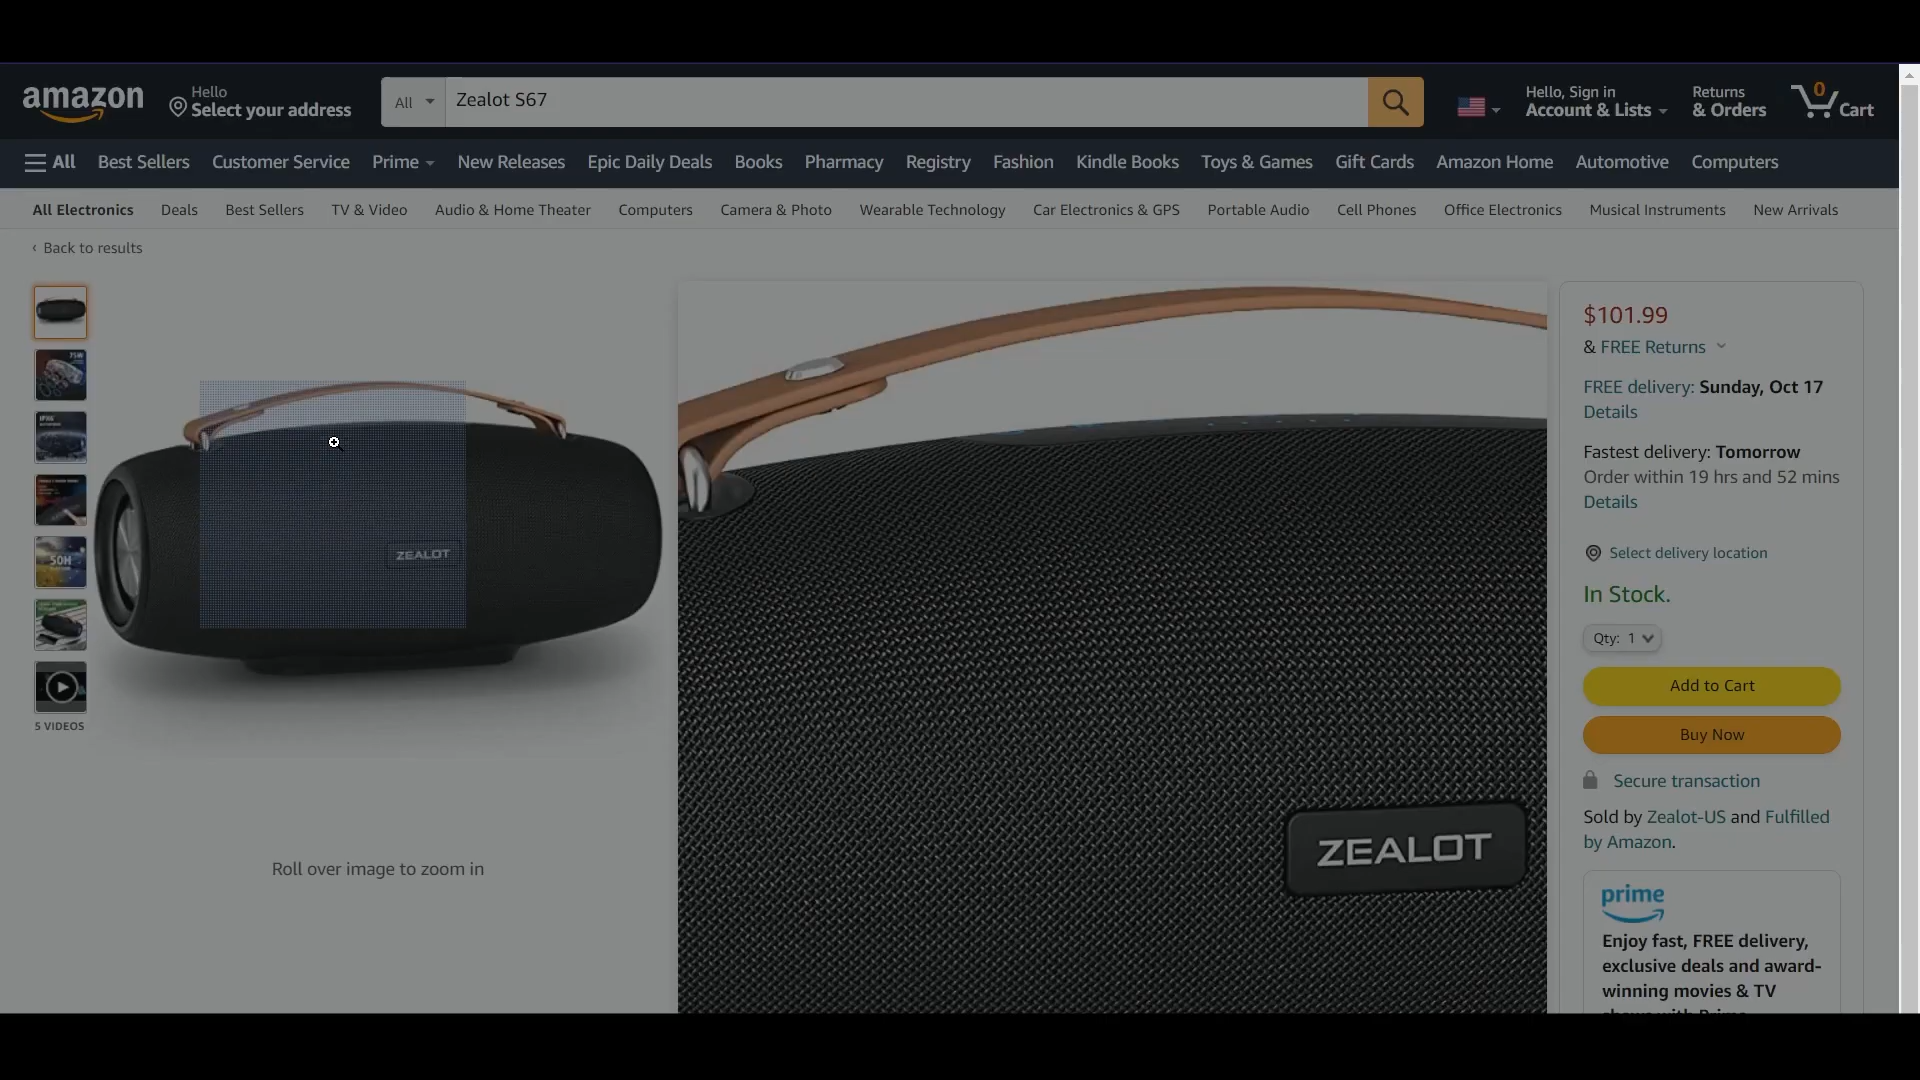 amazon
Hello
Select your address
All
Zealot S67
Hello, Sign in
Account & Lists
Returns
& Orders
0
Cart
All
Best Sellers
Customer Service
Prime
New Releases
Epic Daily Deals
Books
Pharmacy
Registry
Fashion
Kindle Books
Toys & Games
Gift Cards
Amazon Home
Automotive
Computers
All Electronics
Deals
Best Sellers
TV & Video
Audio & Home Theater
Computers
Camera & Photo
Wearable Technology
Car Electronics & GPS
Portable Audio
Cell Phones
Office Electronics
Musical Instruments
New Arrivals
‹ Back to results
75W
IPX6
50H
5 VIDEOS
ZEALOT
Roll over image to zoom in
ZEALOT
$101.99
& FREE Returns
FREE delivery: Sunday, Oct 17
Details
Fastest delivery: Tomorrow
Order within 19 hrs and 52 mins
Details
Select delivery location
In Stock.
Qty: 1
Add to Cart
Buy Now
Secure transaction
Sold by Zealot-US and Fulfilled
by Amazon.
prime
Enjoy fast, FREE delivery,
exclusive deals and award-
winning movies & TV
shows with Prime